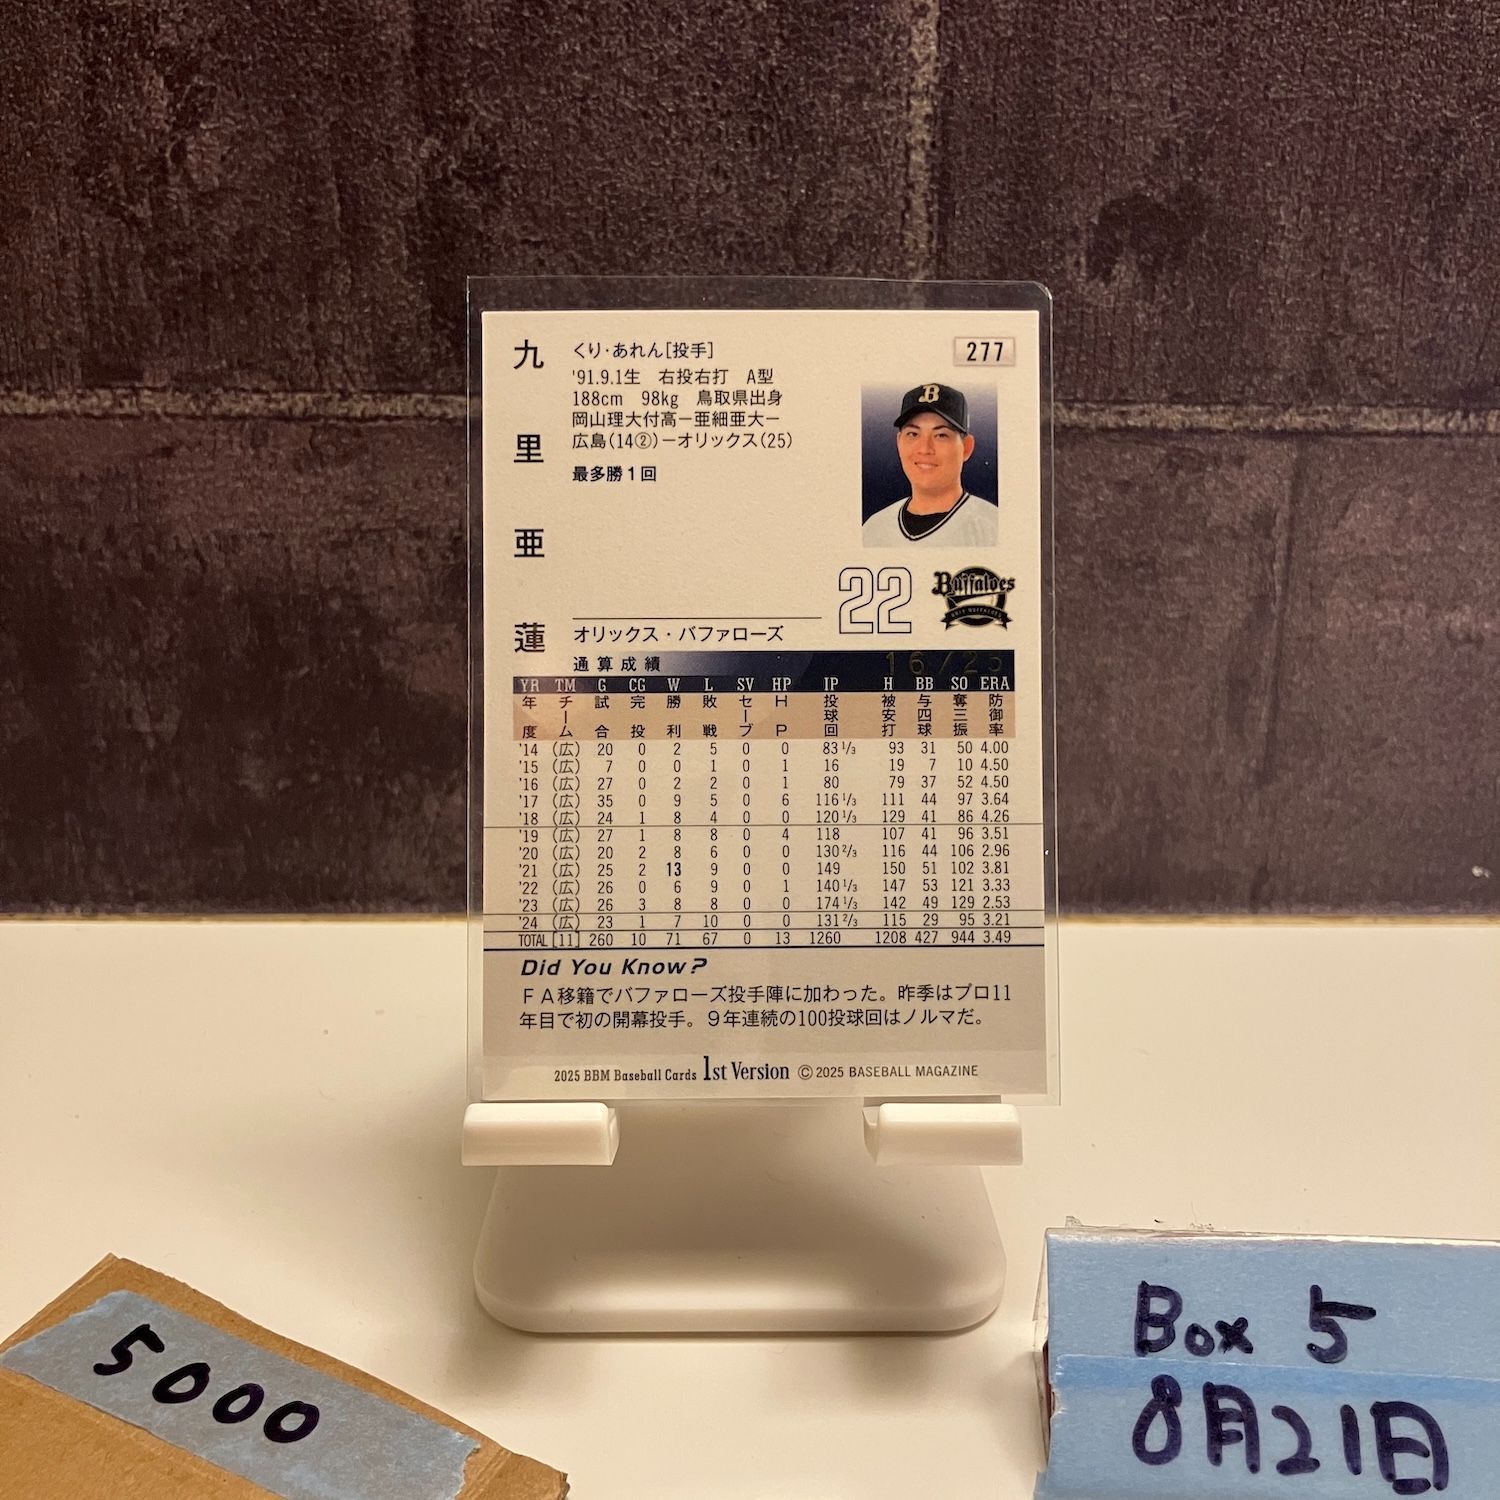 九里亜蓮
くり・あれん[投手]
277
'91.9.1生 右投右打 A型
188cm 98kg 鳥取県出身
岡山理大付高ー亜細亜大ー
広島(14②)ーオリックス(25)
最多勝1回
B
22
Buffaloes
ORIX BUFFALOES
オリックス・バファローズ
通算成績
16/25
YR TM G CG W L SV HP IP H BB SO ERA
年度 チーム 試合 完投 勝利 敗戦 セーブ HP 投球回 被安打 与四球 奪三振 防御率
'14 (広) 20 0 2 5 0 0 83 1/3 93 31 50 4.00
'15 (広) 7 0 0 1 0 1 16 19 7 10 4.50
'16 (広) 27 0 2 2 0 1 80 79 37 52 4.50
'17 (広) 35 0 9 5 0 6 116 1/3 111 44 97 3.64
'18 (広) 24 1 8 4 0 0 120 1/3 129 41 86 4.26
'19 (広) 27 1 8 8 0 4 118 107 41 96 3.51
'20 (広) 20 2 8 6 0 0 130 2/3 116 44 106 2.96
'21 (広) 25 2 13 9 0 0 149 150 51 102 3.81
'22 (広) 26 0 6 9 0 1 140 1/3 147 53 121 3.33
'23 (広) 26 3 8 8 0 0 174 1/3 142 49 129 2.53
'24 (広) 23 1 7 10 0 0 131 2/3 115 29 95 3.21
TOTAL [11] 260 10 71 67 0 13 1260 1208 427 944 3.49
Did You Know?
FA移籍でバファローズ投手陣に加わった。昨季はプロ11
年目で初の開幕投手。9年連続の100投球回はノルマだ。
2025 BBM Baseball Cards 1st Version © 2025 BASEBALL MAGAZINE
5000
Box 5
8月21日